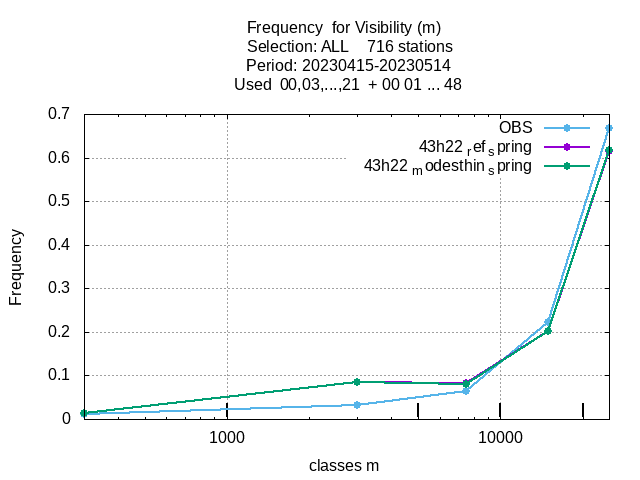 Frequency  for Visibility (m)
Selection: ALL    716 stations
Period: 20230415-20230514
Used  00,03,...,21  + 00 01 ... 48
OBS
43h22 ref spring
43h22 modesthin spring
Frequency
0.7
0.6
0.5
0.4
0.3
0.2
0.1
0
1000
10000
classes m